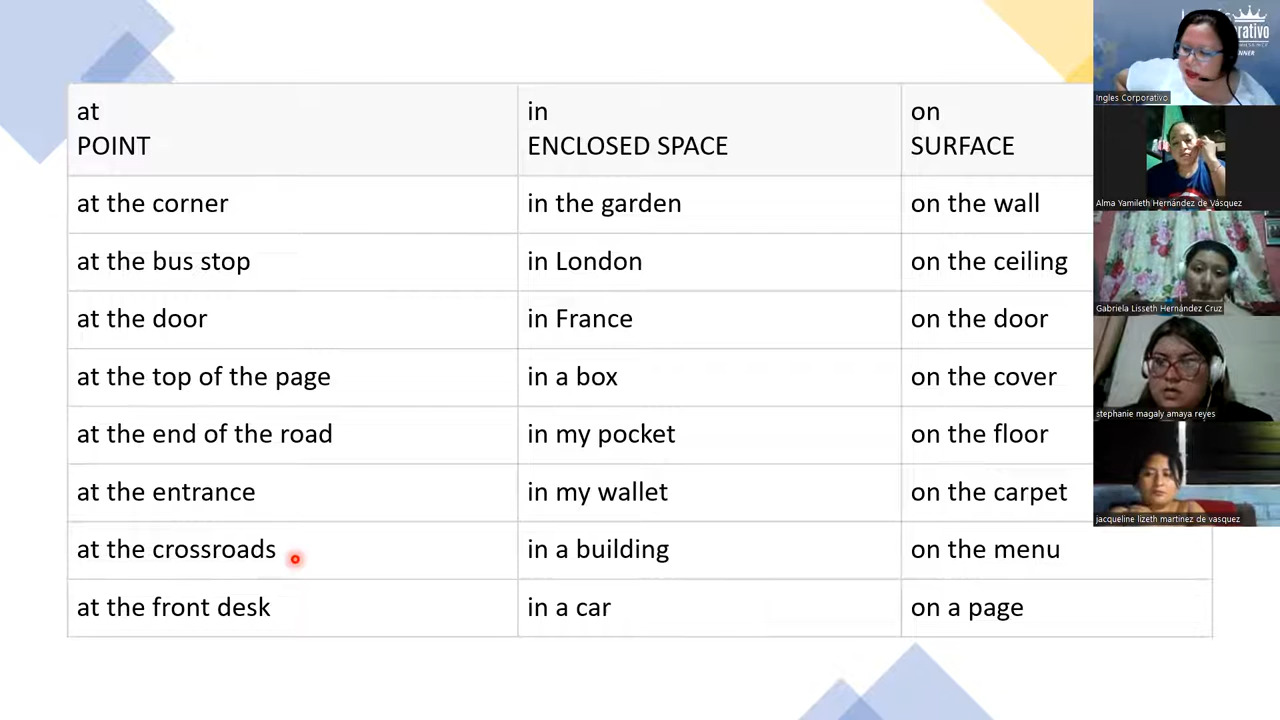 at
POINT
in
ENCLOSED SPACE
on
SURFACE
at the corner
in the garden
on the wall
at the bus stop
in London
on the ceiling
at the door
in France
on the door
at the top of the page
in a box
on the cover
at the end of the road
in my pocket
on the floor
at the entrance
in my wallet
on the carpet
at the crossroads
in a building
on the menu
at the front desk
in a car
on a page
Ingles Corporativo
Alma Yamileth Hernández de Vásquez
Gabriela Lisseth Hernández Cruz
stephanie magaly amaya reyes
jacqueline lizeth martinez de vasquez